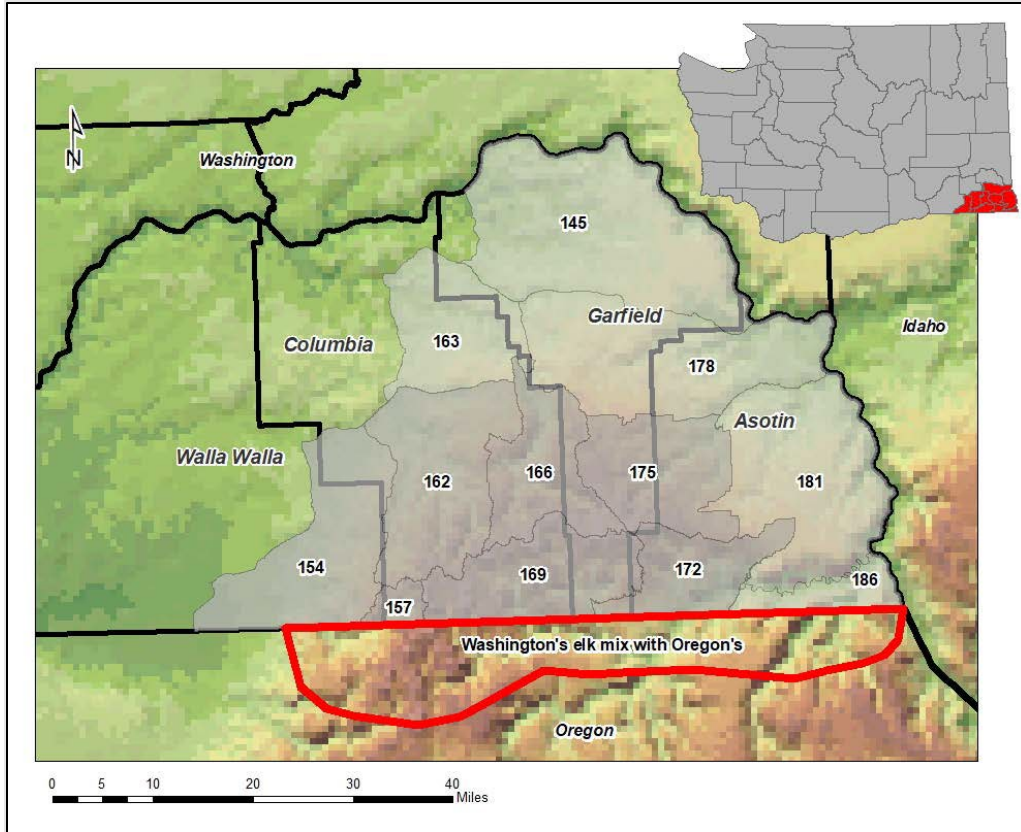 N
Washington
145
Garfield
Idaho
Columbia
163
178
Asotin
Walla Walla
162
166
175
181
154
169
172
186
157
Washington's elk mix with Oregon's
Oregon
0 5 10 20 30 40
Miles